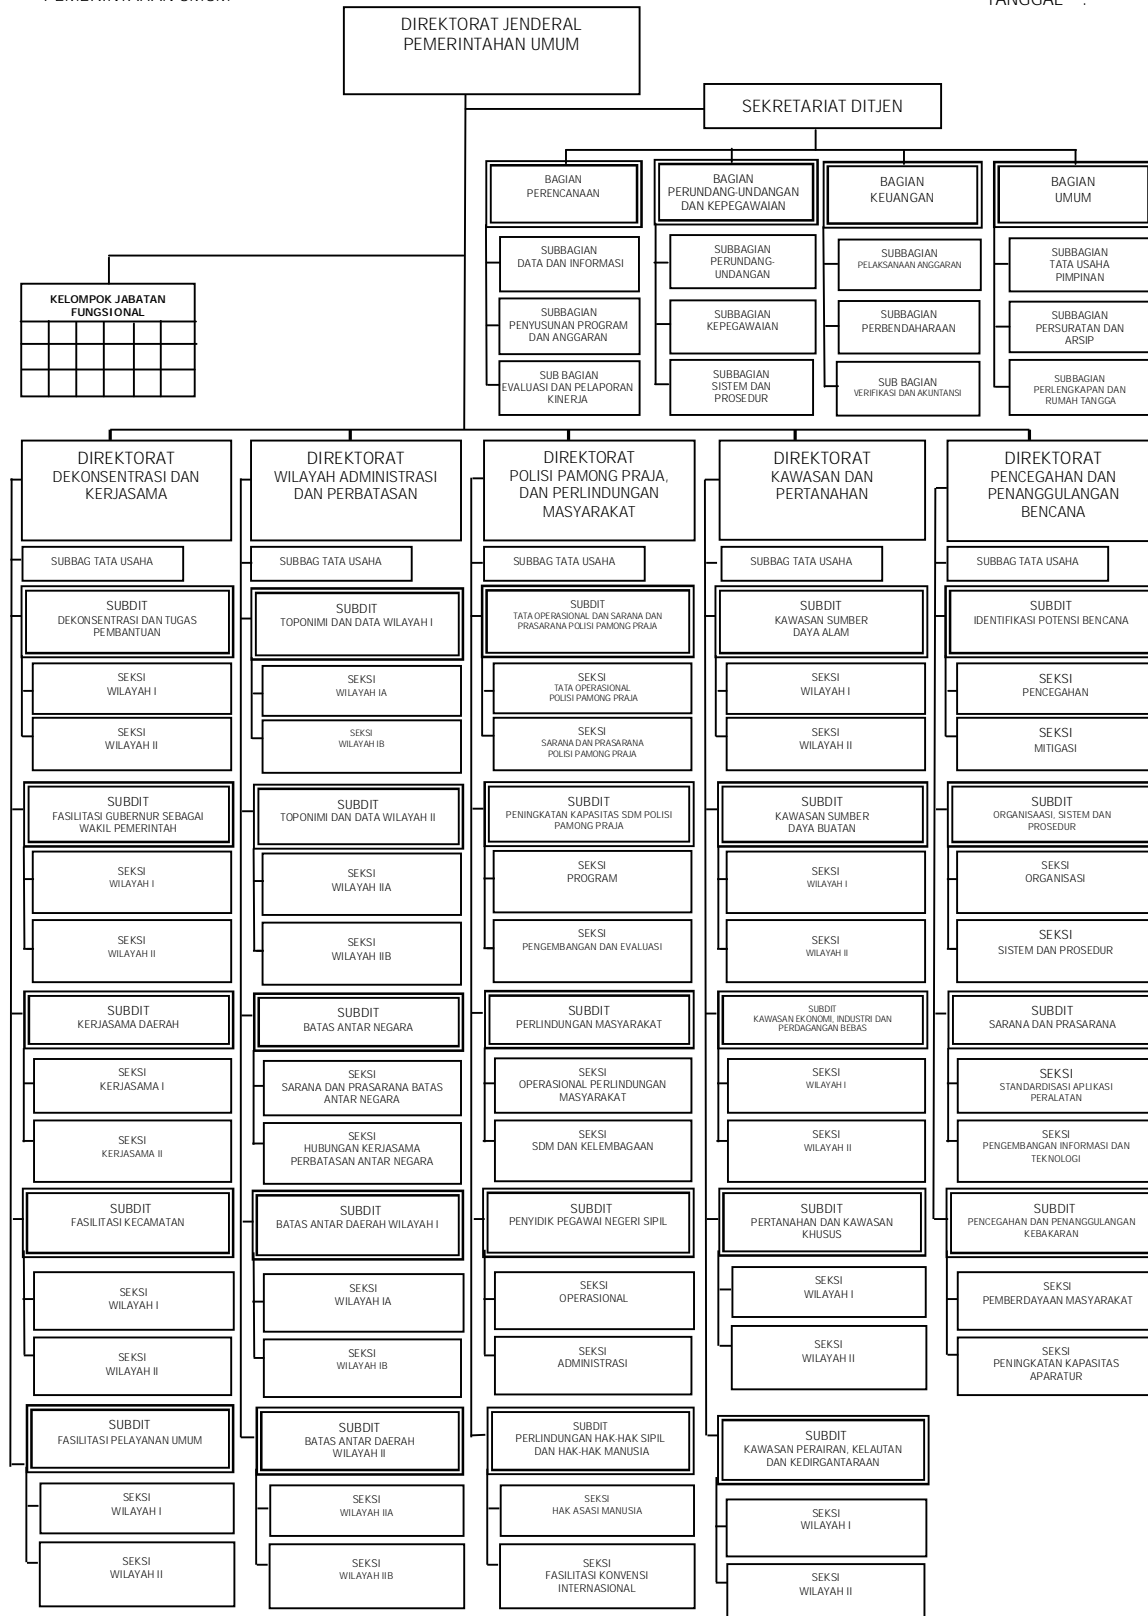 PEMERINTAHAN UMUM
TANGGAL :
DIREKTORAT JENDERAL
PEMERINTAHAN UMUM
SEKRETARIAT DITJEN
BAGIAN
PERENCANAAN
BAGIAN
PERUNDANG-UNDANGAN
DAN KEPEGAWAIAN
BAGIAN
KEUANGAN
BAGIAN
UMUM
SUBBAGIAN
DATA DAN INFORMASI
SUBBAGIAN
PERUNDANG-
UNDANGAN
SUBBAGIAN
PELAKSANAAN ANGGARAN
SUBBAGIAN
TATA USAHA
PIMPINAN
SUBBAGIAN
PENYUSUNAN PROGRAM
DAN ANGGARAN
SUBBAGIAN
KEPEGAWAIAN
SUBBAGIAN
PERBENDAHARAAN
SUBBAGIAN
PERSURATAN DAN
ARSIP
SUB BAGIAN
EVALUASI DAN PELAPORAN
KINERJA
SUBBAGIAN
SISTEM DAN
PROSEDUR
SUB BAGIAN
VERIFIKASI DAN AKUNTANSI
SUBBAGIAN
PERLENGKAPAN DAN
RUMAH TANGGA
KELOMPOK JABATAN
FUNGSIONAL
DIREKTORAT
DEKONSENTRASI DAN
KERJASAMA
SUBBAG TATA USAHA
SUBDIT
DEKONSENTRASI DAN TUGAS
PEMBANTUAN
SEKSI
WILAYAH I
SEKSI
WILAYAH II
SUBDIT
FASILITASI GUBERNUR SEBAGAI
WAKIL PEMERINTAH
SEKSI
WILAYAH I
SEKSI
WILAYAH II
SUBDIT
KERJASAMA DAERAH
SEKSI
KERJASAMA I
SEKSI
KERJASAMA II
SUBDIT
FASILITASI KECAMATAN
SEKSI
WILAYAH I
SEKSI
WILAYAH II
SUBDIT
FASILITASI PELAYANAN UMUM
SEKSI
WILAYAH I
SEKSI
WILAYAH II
DIREKTORAT
WILAYAH ADMINISTRASI
DAN PERBATASAN
SUBBAG TATA USAHA
SUBDIT
TOPONIMI DAN DATA WILAYAH I
SEKSI
WILAYAH IA
SEKSI
WILAYAH IB
SUBDIT
TOPONIMI DAN DATA WILAYAH II
SEKSI
WILAYAH IIA
SEKSI
WILAYAH IIB
SUBDIT
BATAS ANTAR NEGARA
SEKSI
SARANA DAN PRASARANA BATAS
ANTAR NEGARA
SEKSI
HUBUNGAN KERJASAMA
PERBATASAN ANTAR NEGARA
SUBDIT
BATAS ANTAR DAERAH WILAYAH I
SEKSI
WILAYAH IA
SEKSI
WILAYAH IB
SUBDIT
BATAS ANTAR DAERAH
WILAYAH II
SEKSI
WILAYAH IIA
SEKSI
WILAYAH IIB
DIREKTORAT
POLISI PAMONG PRAJA,
DAN PERLINDUNGAN
MASYARAKAT
SUBBAG TATA USAHA
SUBDIT
TATA OPERASIONAL DAN SARANA DAN
PRASARANA POLISI PAMONG PRAJA
SEKSI
TATA OPERASIONAL
POLISI PAMONG PRAJA
SEKSI
SARANA DAN PRASARANA
POLISI PAMONG PRAJA
SUBDIT
PENINGKATAN KAPASITAS SDM POLISI
PAMONG PRAJA
SEKSI
PROGRAM
SEKSI
PENGEMBANGAN DAN EVALUASI
SUBDIT
PERLINDUNGAN MASYARAKAT
SEKSI
OPERASIONAL PERLINDUNGAN
MASYARAKAT
SEKSI
SDM DAN KELEMBAGAAN
SUBDIT
PENYIDIK PEGAWAI NEGERI SIPIL
SEKSI
OPERASIONAL
SEKSI
ADMINISTRASI
SUBDIT
PERLINDUNGAN HAK-HAK SIPIL
DAN HAK-HAK MANUSIA
SEKSI
HAK ASASI MANUSIA
SEKSI
FASILITASI KONVENSI
INTERNASIONAL
DIREKTORAT
KAWASAN DAN
PERTANAHAN
SUBBAG TATA USAHA
SUBDIT
KAWASAN SUMBER
DAYA ALAM
SEKSI
WILAYAH I
SEKSI
WILAYAH II
SUBDIT
KAWASAN SUMBER
DAYA BUATAN
SEKSI
WILAYAH I
SEKSI
WILAYAH II
SUBDIT
KAWASAN EKONOMI, INDUSTRI DAN
PERDAGANGAN BEBAS
SEKSI
WILAYAH I
SEKSI
WILAYAH II
SUBDIT
PERTANAHAN DAN KAWASAN
KHUSUS
SEKSI
WILAYAH I
SEKSI
WILAYAH II
SUBDIT
KAWASAN PERAIRAN, KELAUTAN
DAN KEDIRGANTARAAN
SEKSI
WILAYAH I
SEKSI
WILAYAH II
DIREKTORAT
PENCEGAHAN DAN
PENANGGULANGAN
BENCANA
SUBBAG TATA USAHA
SUBDIT
IDENTIFIKASI POTENSI BENCANA
SEKSI
PENCEGAHAN
SEKSI
MITIGASI
SUBDIT
ORGANISAASI, SISTEM DAN
PROSEDUR
SEKSI
ORGANISASI
SEKSI
SISTEM DAN PROSEDUR
SUBDIT
SARANA DAN PRASARANA
SEKSI
STANDARDISASI APLIKASI
PERALATAN
SEKSI
PENGEMBANGAN INFORMASI DAN
TEKNOLOGI
SUBDIT
PENCEGAHAN DAN PENANGGULANGAN
KEBAKARAN
SEKSI
PEMBERDAYAAN MASYARAKAT
SEKSI
PENINGKATAN KAPASITAS
APARATUR